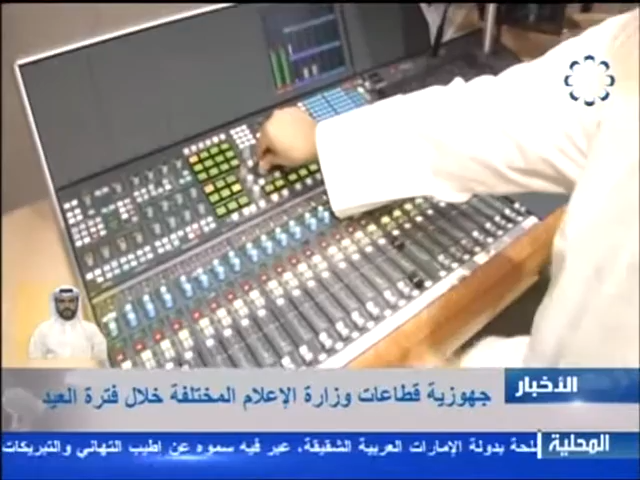 الأخبار
جهوزية قطاعات وزارة الإعلام المختلفة خلال فترة العيد
المحلية
لحة بدولة الإمارات العربية الشقيقة، عبر فيه سموه عن اطيب التهاني والتبريكات